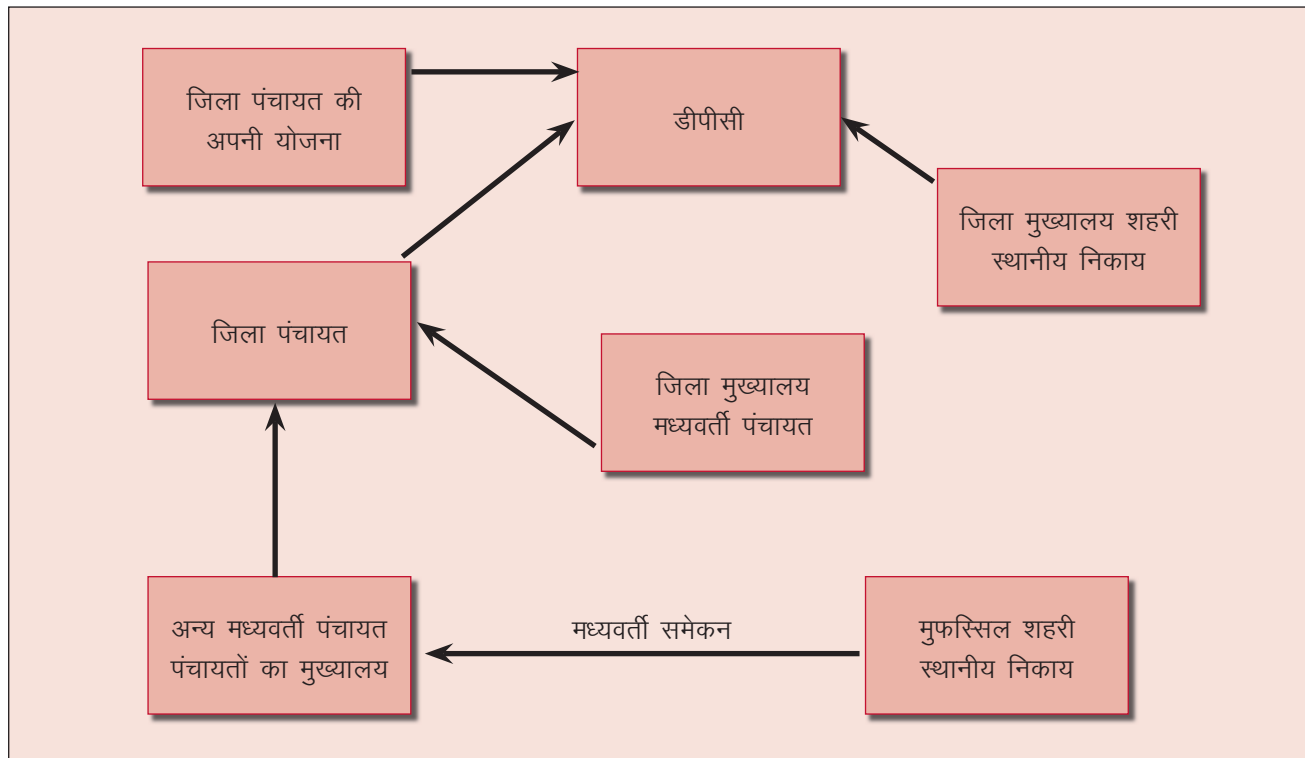 जिला पंचायत की
अपनी योजना
डीपीसी
जिला मुख्यालय शहरी
स्थानीय निकाय
जिला पंचायत
जिला मुख्यालय
मध्यवर्ती पंचायत
अन्य मध्यवर्ती पंचायत
पंचायतों का मुख्यालय
मध्यवर्ती समेकन
मुफस्सिल शहरी
स्थानीय निकाय